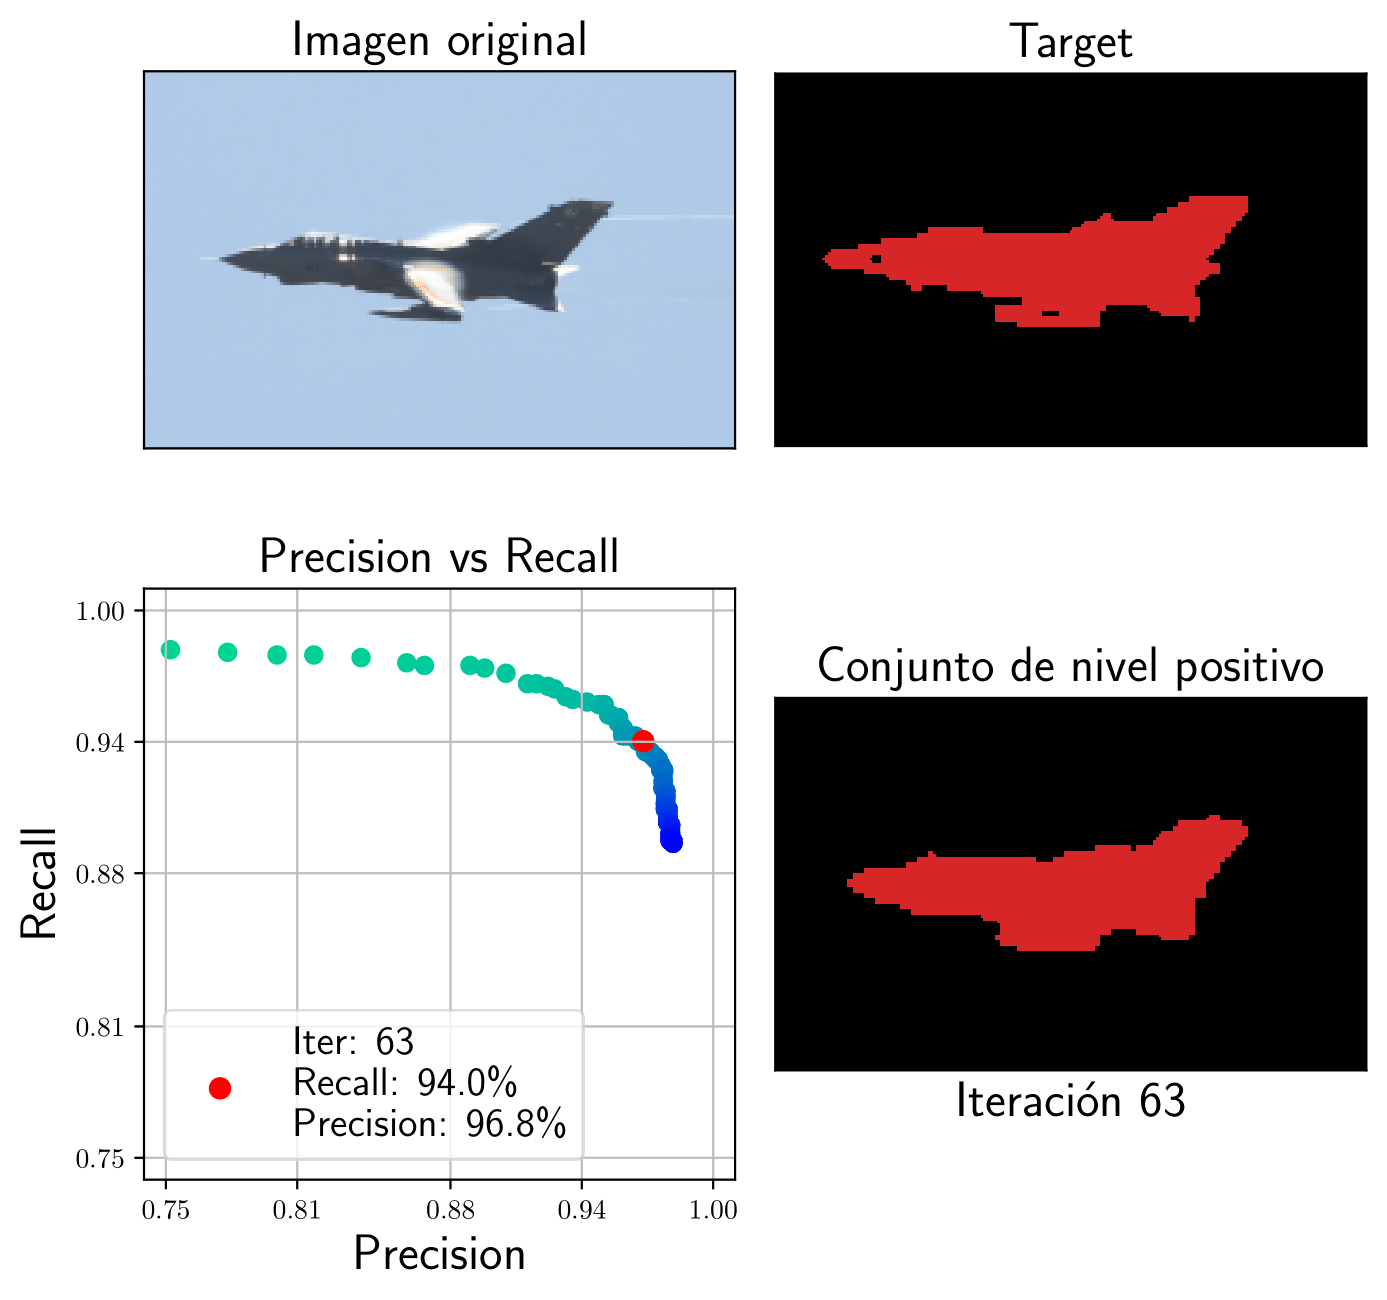 Imagen original
Target
Precision vs Recall
1.00
0.94
0.88
0.81
0.75
Recall
Iter: 63
Recall: 94.0%
Precision: 96.8%
0.75 0.81 0.88 0.94 1.00
Precision
Conjunto de nivel positivo
Iteración 63